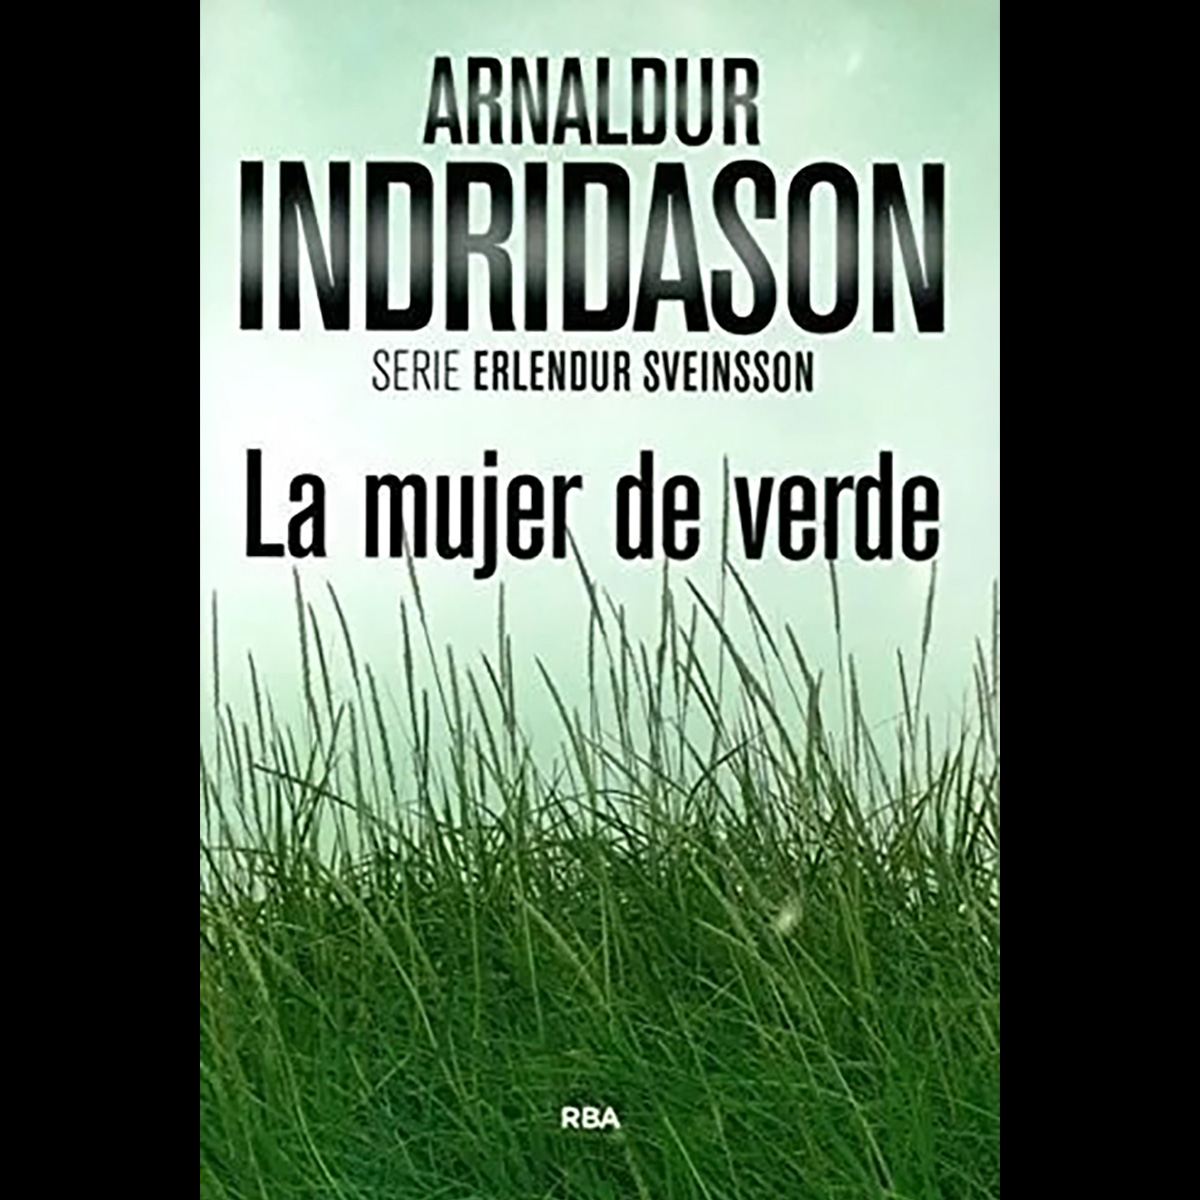 ARNALDUR
INDRIDASON
SERIE ERLENDUR SVEINSSON
La mujer de verde
RBA